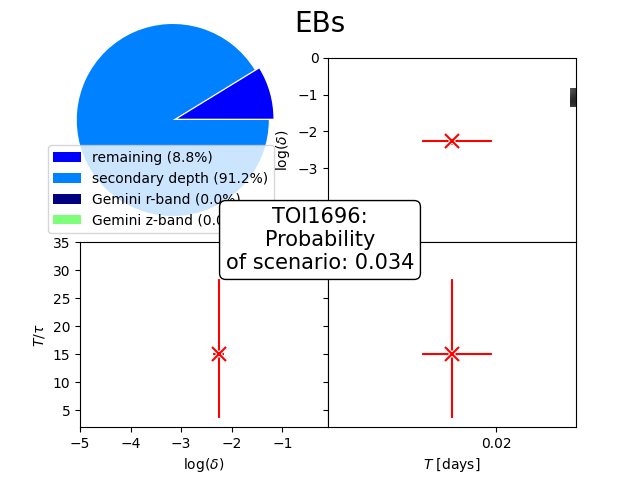 EBs
remaining (8.8%)
secondary depth (91.2%)
Gemini r-band (0.0%)
Gemini z-band
log(δ)
0
−1
−2
−3
TOI1696:
Probability
of scenario: 0.034
T/τ
35
30
25
20
15
10
5
−5 −4 −3 −2 −1
log(δ)
0.02
T [days]